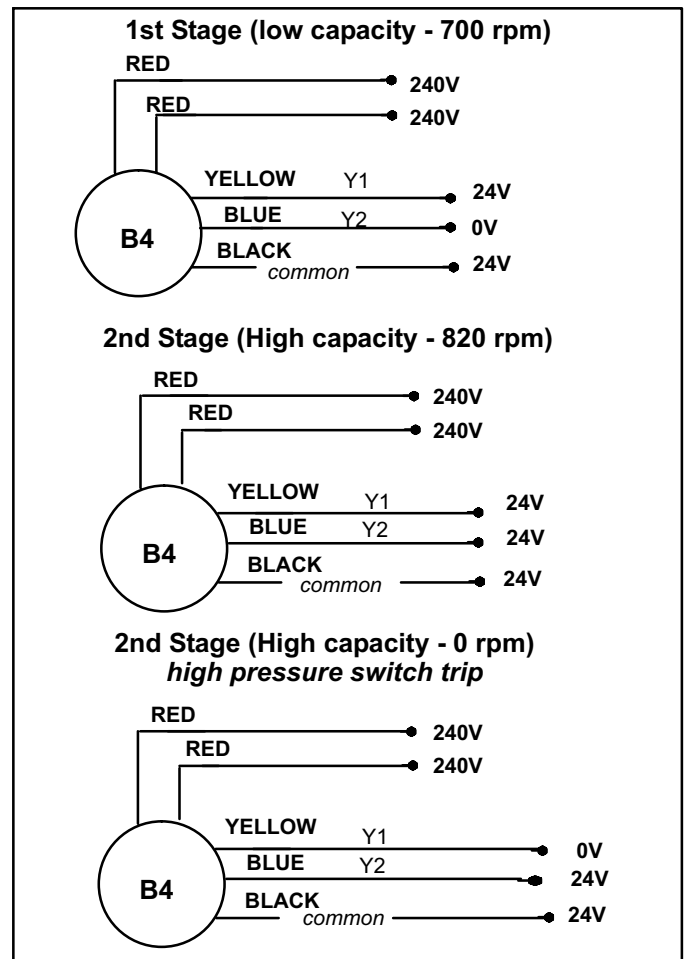 1st Stage (low capacity - 700 rpm)
RED
240V
RED
240V
YELLOW Y1 24V
BLUE Y2 0V
B4
BLACK common 24V
2nd Stage (High capacity - 820 rpm)
RED
240V
RED
240V
YELLOW Y1 24V
BLUE Y2 24V
B4
BLACK common 24V
2nd Stage (High capacity - 0 rpm)
high pressure switch trip
RED
240V
RED
240V
YELLOW Y1 0V
BLUE Y2 24V
B4
BLACK common 24V